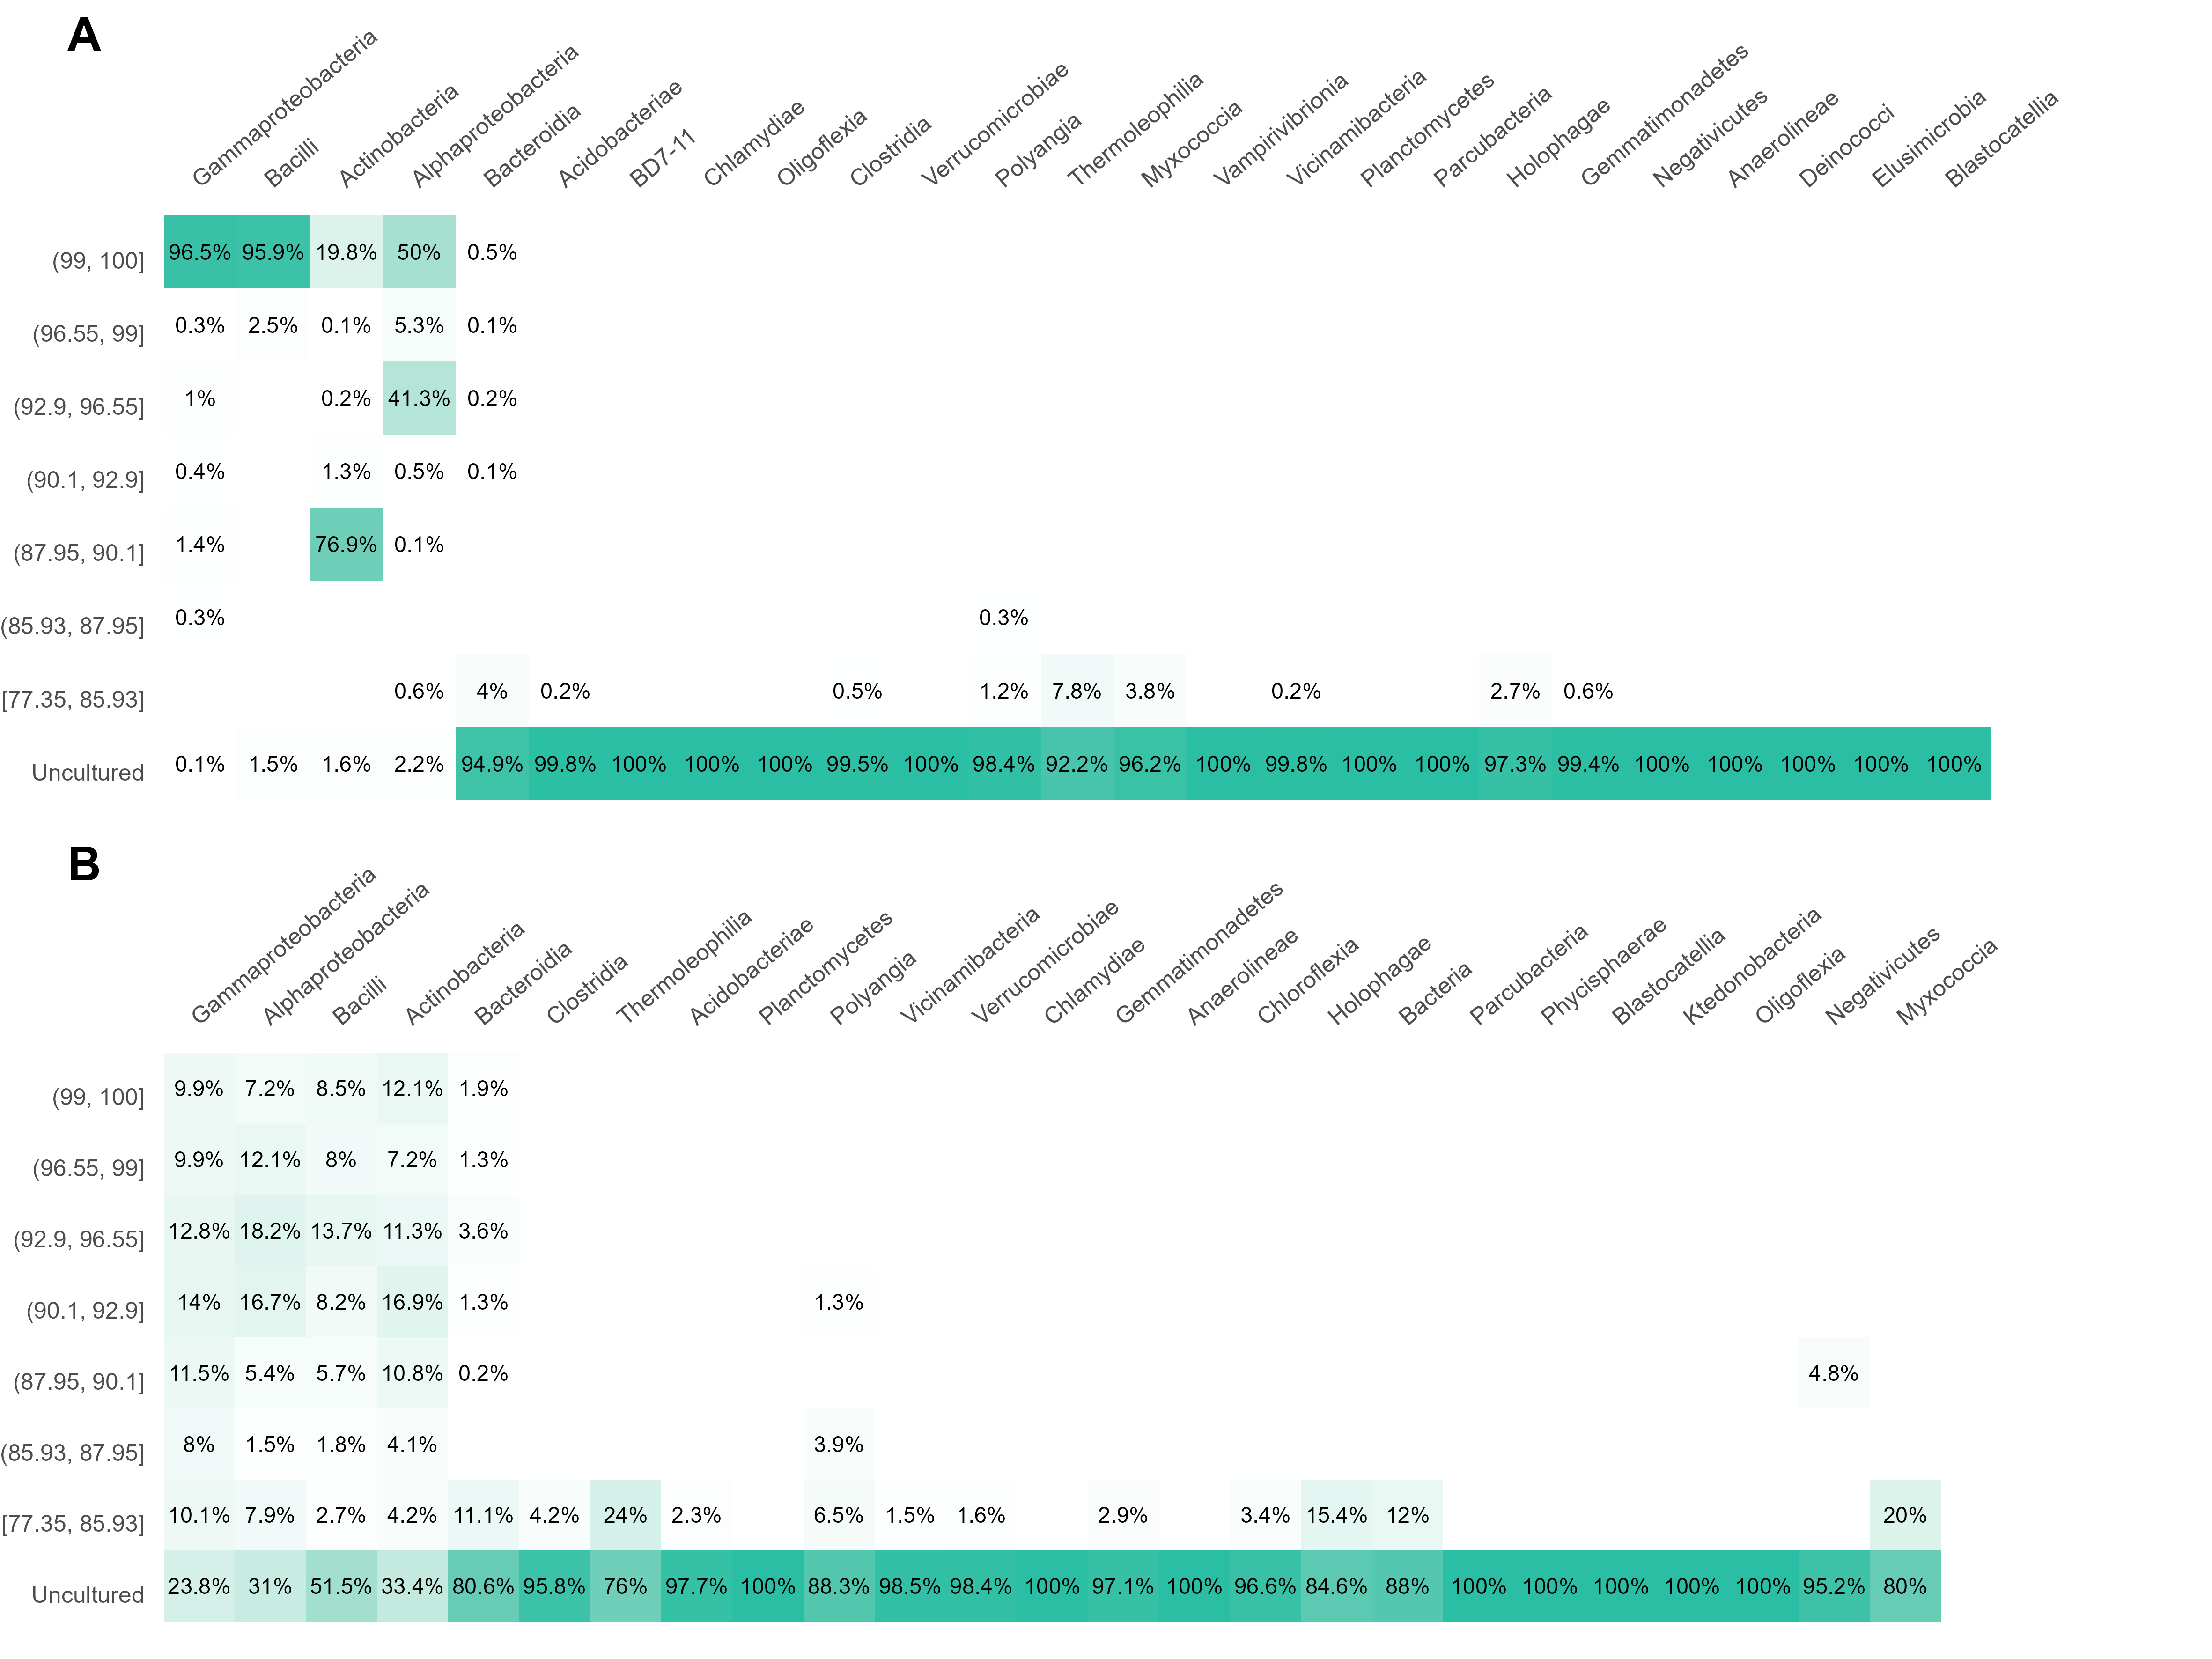 A
Gammaproteobacteria Bacilli Actinobacteria Alphaproteobacteria Bacteroidia Acidobacteriae BD7-11 Chlamydiae Oligoflexia Clostridia Verrucomicrobiae Polyangia Thermoleophilia Myxococcia Vampirivibrionia Vicinamibacteria Planctomycetes Parcubacteria Holophagae Gemmatimonadetes Negativicutes Anaerolineae Deinococci Elusimicrobia Blastocatellia
(99, 100] 96.5% 95.9% 19.8% 50% 0.5%
(96.55, 99] 0.3% 2.5% 0.1% 5.3% 0.1%
(92.9, 96.55] 1% 0.2% 41.3% 0.2%
(90.1, 92.9] 0.4% 1.3% 0.5% 0.1%
(87.95, 90.1] 1.4% 76.9% 0.1%
(85.93, 87.95] 0.3% 0.3%
[77.35, 85.93] 0.6% 4% 0.2% 0.5% 1.2% 7.8% 3.8% 0.2% 2.7% 0.6%
Uncultured 0.1% 1.5% 1.6% 2.2% 94.9% 99.8% 100% 100% 100% 99.5% 100% 98.4% 92.2% 96.2% 100% 99.8% 100% 100% 97.3% 99.4% 100% 100% 100% 100% 100%
B
Gammaproteobacteria Alphaproteobacteria Bacilli Actinobacteria Bacteroidia Clostridia Thermoleophilia Acidobacteriae Planctomycetes Polyangia Vicinamibacteria Verrucomicrobiae Chlamydiae Gemmatimonadetes Anaerolineae Chloroflexia Holophagae Bacteria Parcubacteria Phycisphaerae Blastocatellia Ktedonobacteria Oligoflexia Negativicutes Myxococcia
(99, 100] 9.9% 7.2% 8.5% 12.1% 1.9%
(96.55, 99] 9.9% 12.1% 8% 7.2% 1.3%
(92.9, 96.55] 12.8% 18.2% 13.7% 11.3% 3.6%
(90.1, 92.9] 14% 16.7% 8.2% 16.9% 1.3% 1.3%
(87.95, 90.1] 11.5% 5.4% 5.7% 10.8% 0.2% 4.8%
(85.93, 87.95] 8% 1.5% 1.8% 4.1% 3.9%
[77.35, 85.93] 10.1% 7.9% 2.7% 4.2% 11.1% 4.2% 24% 2.3% 6.5% 1.5% 1.6% 2.9% 3.4% 15.4% 12% 20%
Uncultured 23.8% 31% 51.5% 33.4% 80.6% 95.8% 76% 97.7% 100% 88.3% 98.5% 98.4% 100% 97.1% 100% 96.6% 84.6% 88% 100% 100% 100% 100% 100% 95.2% 80%